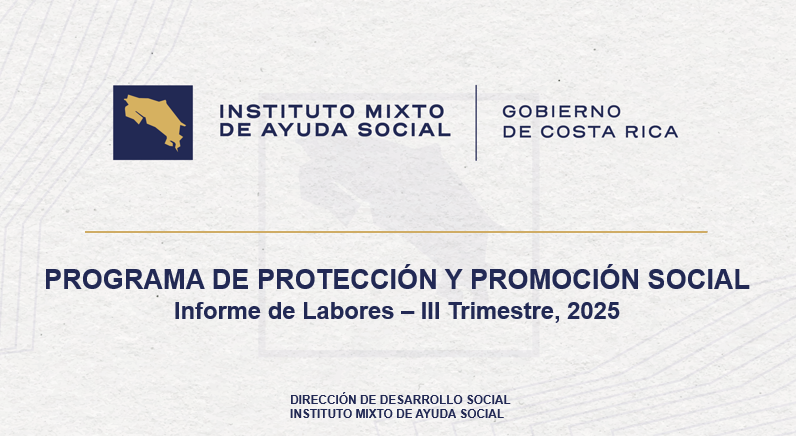 INSTITUTO MIXTO
DE AYUDA SOCIAL
GOBIERNO
DE COSTA RICA
PROGRAMA DE PROTECCIÓN Y PROMOCIÓN SOCIAL
Informe de Labores – III Trimestre, 2025
DIRECCIÓN DE DESARROLLO SOCIAL
INSTITUTO MIXTO DE AYUDA SOCIAL